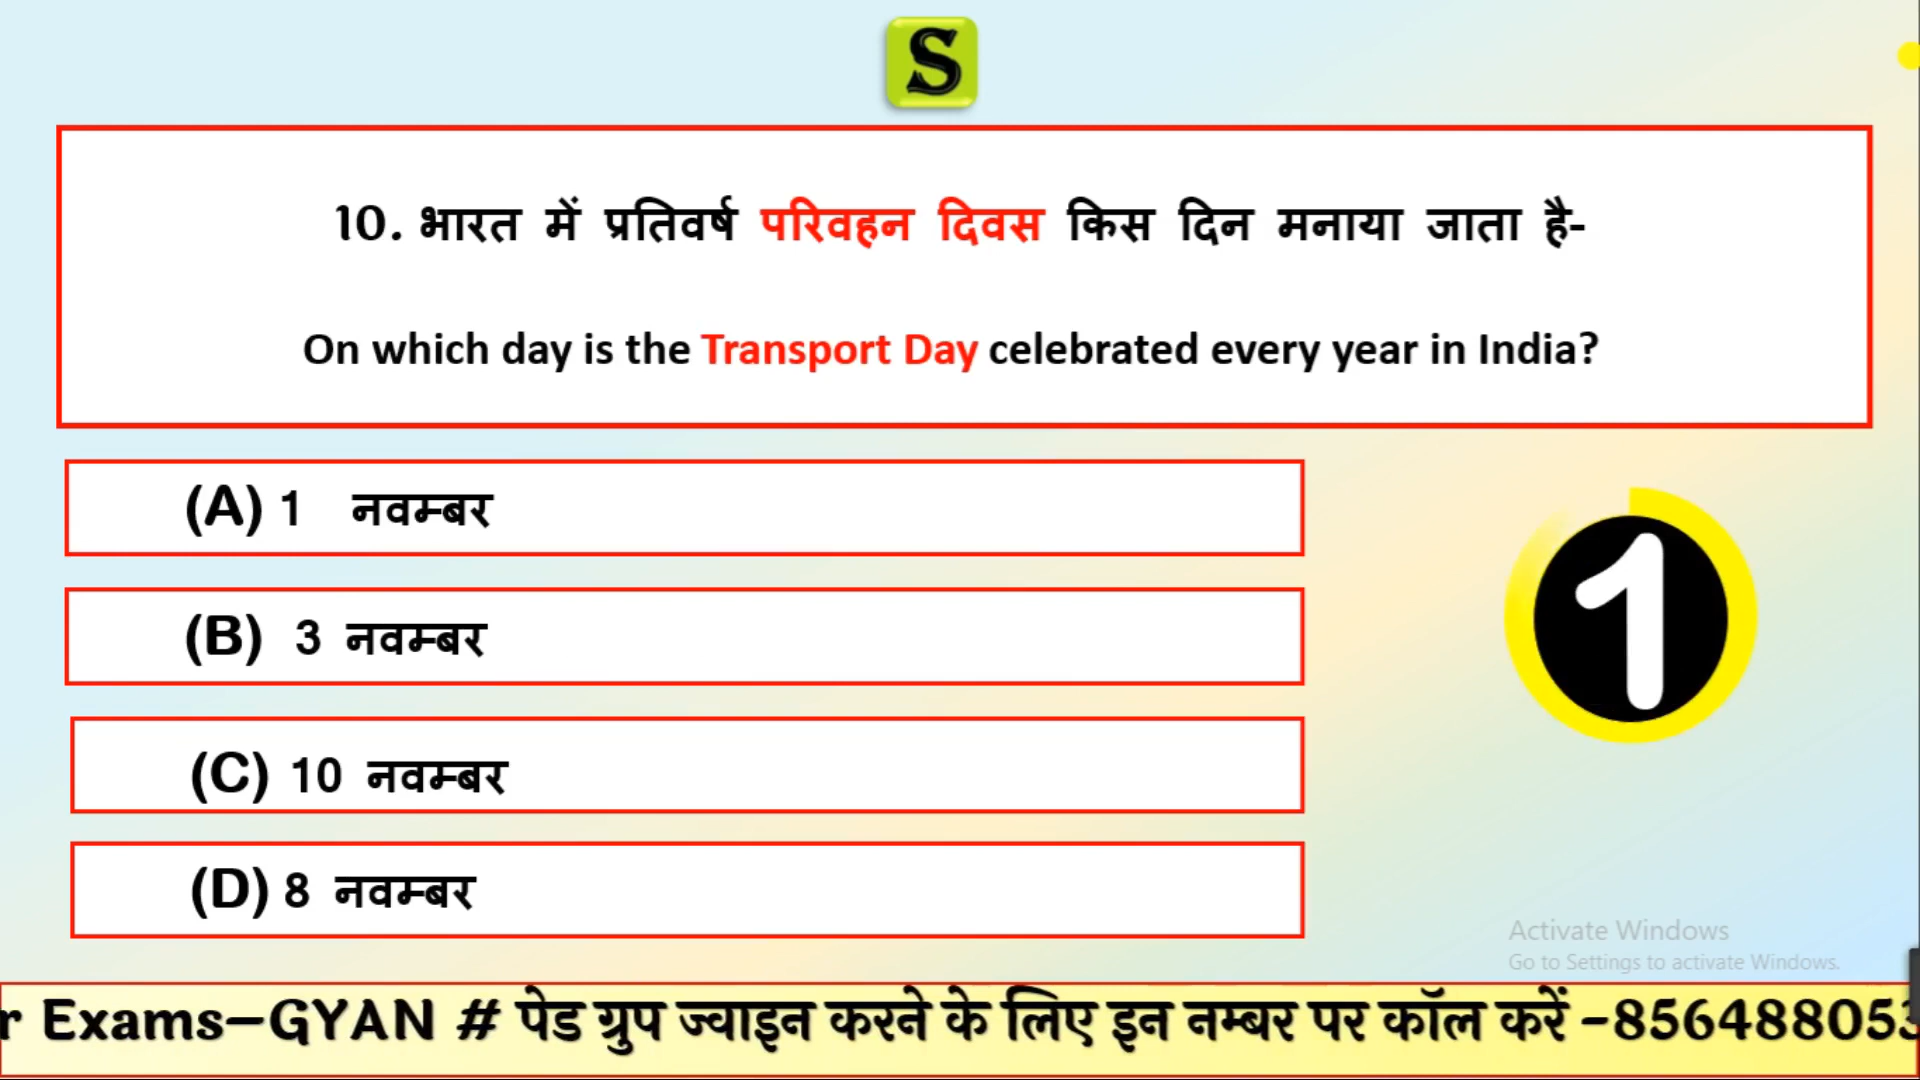 S
10. भारत में प्रतिवर्ष परिवहन दिवस किस दिन मनाया जाता है-
On which day is the Transport Day celebrated every year in India?
(A) 1 नवम्बर
(B) 3 नवम्बर
(C) 10 नवम्बर
(D) 8 नवम्बर
1
Activate Windows
Go to Settings to activate Windows.
Exams–GYAN # पेड ग्रुप ज्वाइन करने के लिए इन नम्बर पर कॉल करें –85648805